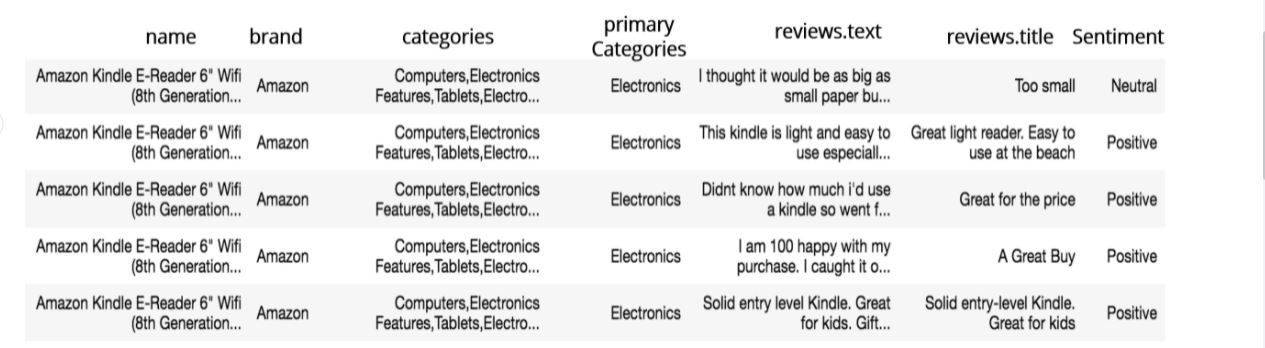 name brand categories primary Categories reviews.text reviews.title Sentiment
Amazon Kindle E-Reader 6" Wifi (8th Generation... Amazon Computers,Electronics Features,Tablets,Electro... Electronics I thought it would be as big as small paper bu... Too small Neutral
Amazon Kindle E-Reader 6" Wifi (8th Generation... Amazon Computers,Electronics Features,Tablets,Electro... Electronics This kindle is light and easy to use especiall... Great light reader. Easy to use at the beach Positive
Amazon Kindle E-Reader 6" Wifi (8th Generation... Amazon Computers,Electronics Features,Tablets,Electro... Electronics Didnt know how much i'd use a kindle so went f... Great for the price Positive
Amazon Kindle E-Reader 6" Wifi (8th Generation... Amazon Computers,Electronics Features,Tablets,Electro... Electronics I am 100 happy with my purchase. I caught it o... A Great Buy Positive
Amazon Kindle E-Reader 6" Wifi (8th Generation... Amazon Computers,Electronics Features,Tablets,Electro... Electronics Solid entry level Kindle. Great for kids. Gift... Solid entry-level Kindle. Great for kids Positive